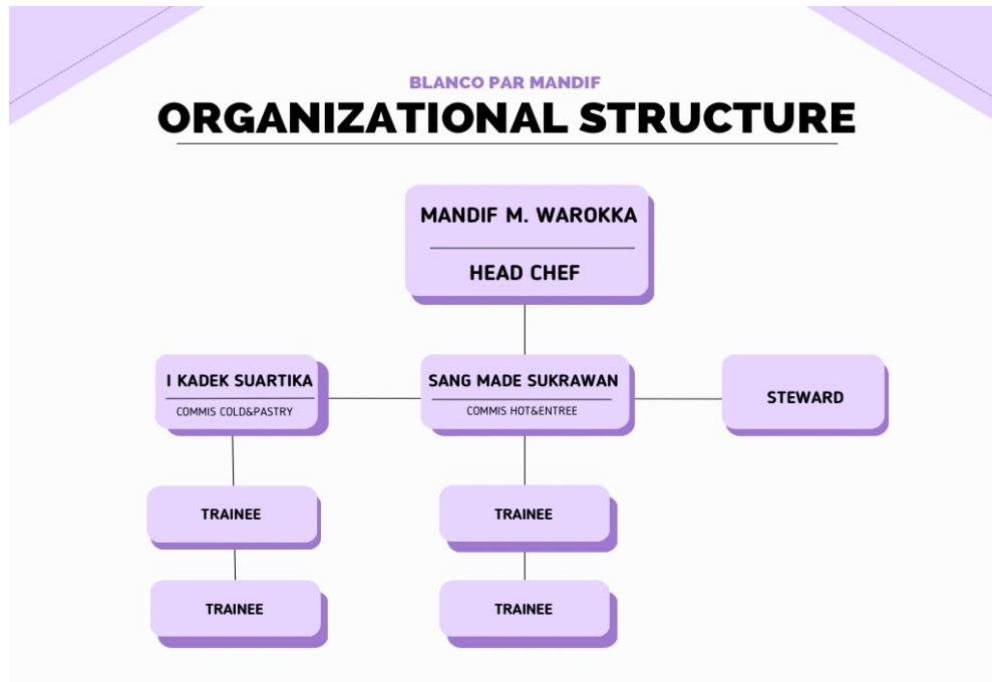 BLANCO PAR MANDIF
ORGANIZATIONAL STRUCTURE
MANDIF M. WAROKKA
HEAD CHEF
I KADEK SUARTIKA
COMMIS COLD&PASTRY
SANG MADE SUKRAWAN
COMMIS HOT&ENTREE
STEWARD
TRAINEE
TRAINEE
TRAINEE
TRAINEE